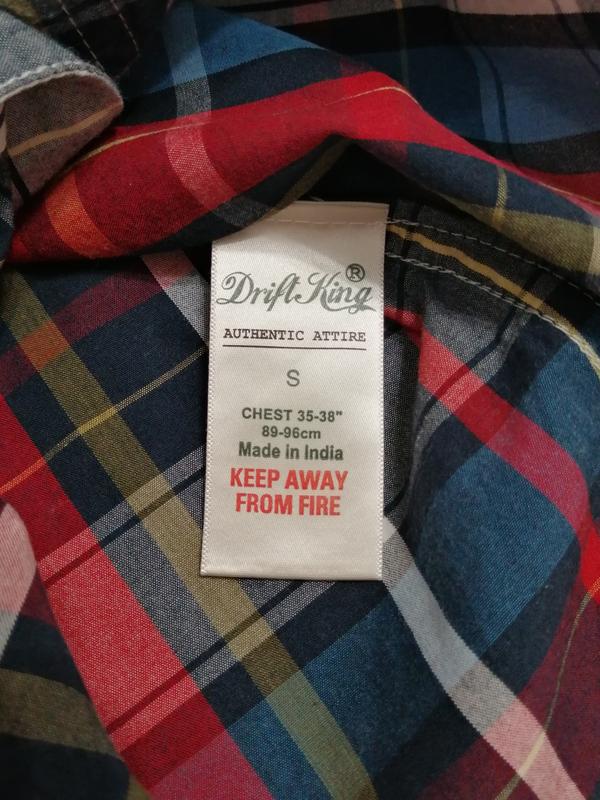 Drift King®
AUTHENTIC ATTIRE
S
CHEST 35-38"
89-96cm
Made in India
KEEP AWAY
FROM FIRE